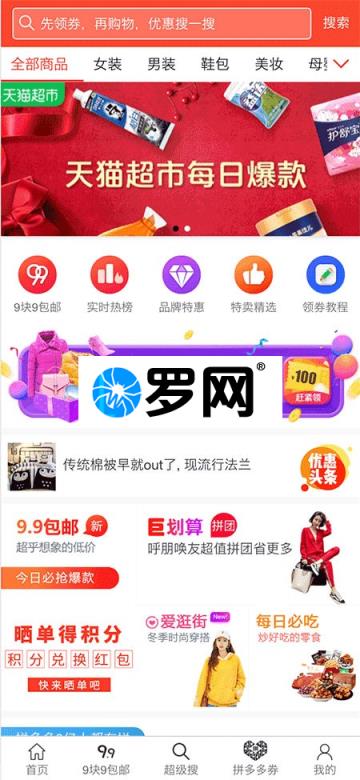 先领券，再购物，优惠搜一搜
搜索
全部商品 女装 男装 鞋包 美妆
天猫超市
护舒宝
天猫超市每日爆款
9块9包邮 实时热榜 品牌特惠 特卖精选 领券教程
罗网®
¥100
赶紧领
传统棉被早就out了, 现流行法兰
优惠
头条
9.9包邮 新
超乎想象的低价
今日必抢爆款
巨划算 拼团
呼朋唤友超值拼团省更多
晒单得积分
积分兑换红包
快来晒单吧
爱逛街 New!
冬季时尚穿搭
每日必吃
炒好吃的零食
首页 9.9 9块9包邮 超级搜 拼多多券 我的